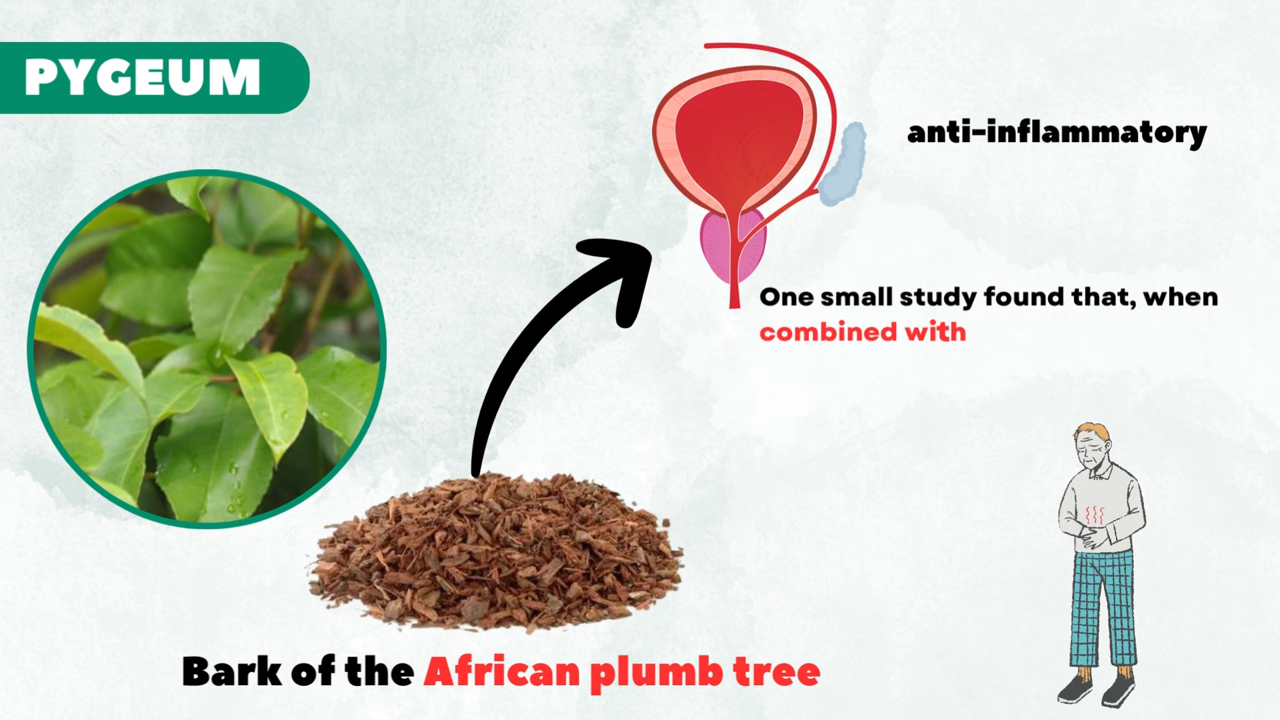 PYGEUM
anti-inflammatory
One small study found that, when
combined with
Bark of the African plumb tree